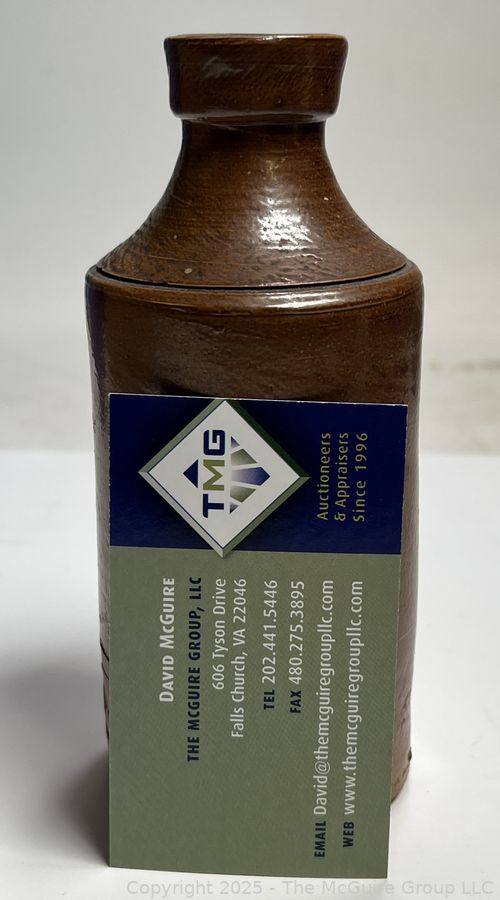 TMG
Auctioneers
& Appraisers
Since 1996
DAVID MCGUIRE
THE MCGUIRE GROUP, LLC
606 Tyson Drive
Falls Church, VA 22046
TEL 202.441.5446
FAX 480.275.3895
EMAIL David@themcguiregroupllc.com
WEB www.themcguiregroupllc.com
Copyright 2025 - The McGuire Group LLC